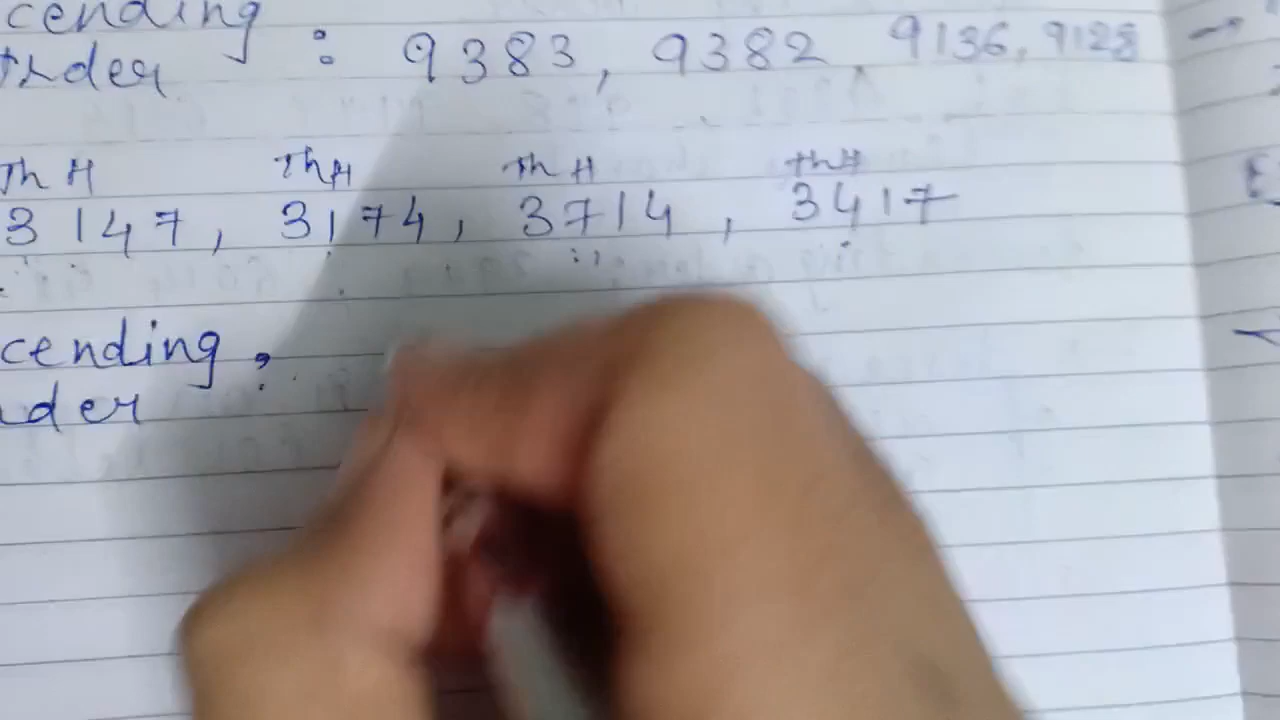 cending
rder : 9383, 9382, 9136, 9128 →
Th H Th H Th H Th H
3147, 3174, 3714, 3417
cending :
der